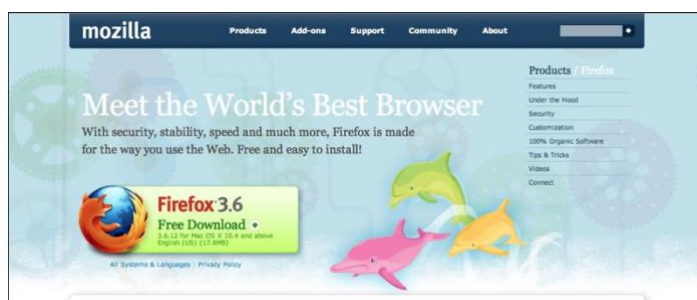 mozilla
Products Add-ons Support Community About
Products / Firefox
Features
Under the Hood
Security
Customization
100% Organic Software
Tips & Tricks
Videos
Connect
Meet the World's Best Browser
With security, stability, speed and much more, Firefox is made
for the way you use the Web. Free and easy to install!
Firefox 3.6
Free Download
3.6.12 for Mac OS X 10.4 and above
English (US) (17.6MB)
All Systems & Languages | Privacy Policy